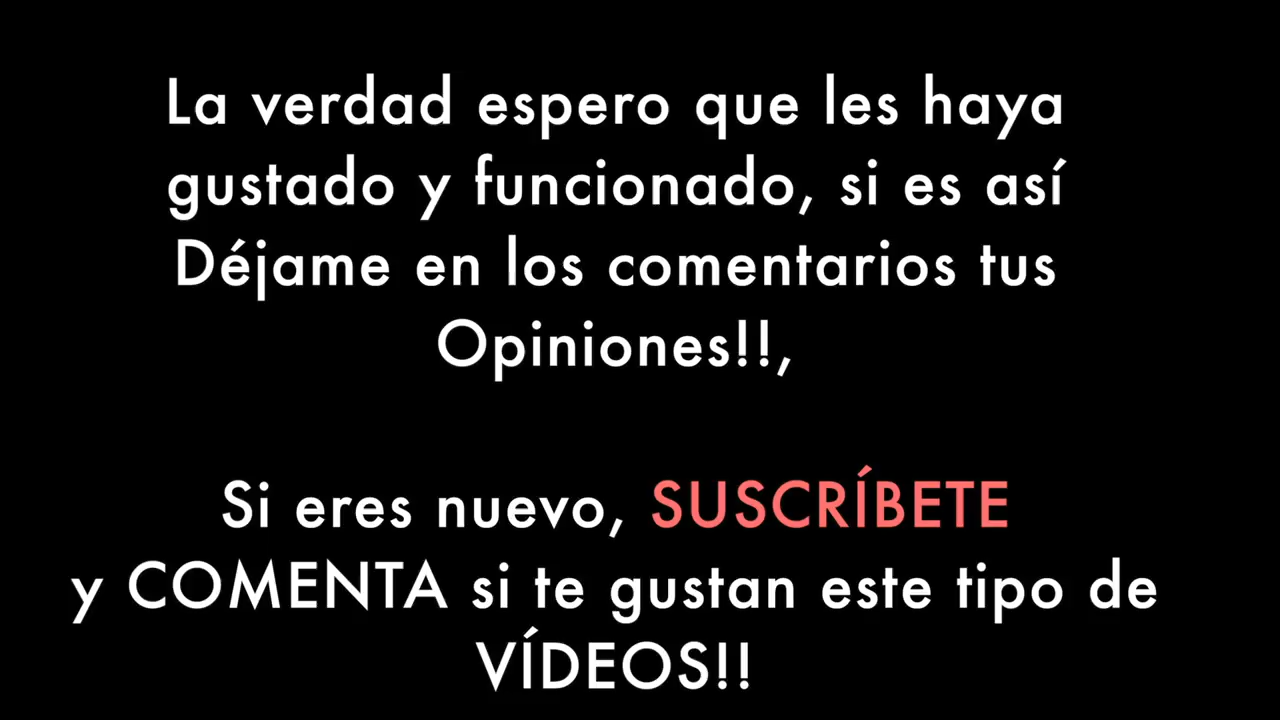 La verdad espero que les haya
gustado y funcionado, si es así
Déjame en los comentarios tus
Opiniones!!,
Si eres nuevo, SUSCRÍBETE
y COMENTA si te gustan este tipo de
VÍDEOS!!